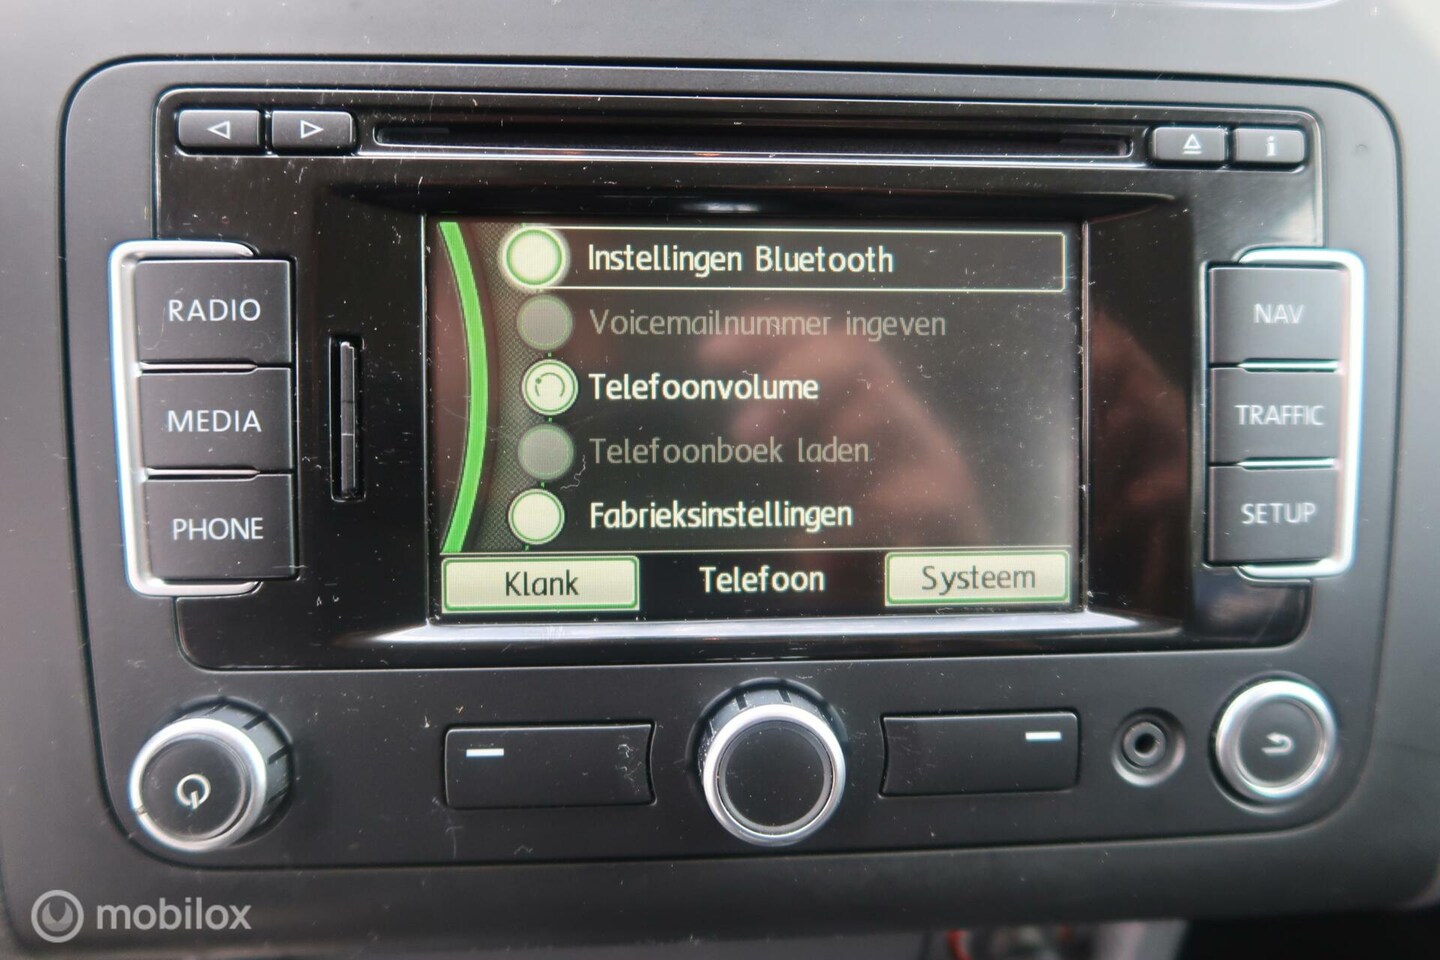 RADIO
MEDIA
PHONE
Instellingen Bluetooth
Voicemailnummer ingeven
Telefoonvolume
Telefoonboek laden
Fabrieksinstellingen
Klank
Telefoon
Systeem
i
NAV
TRAFFIC
SETUP
mobilox